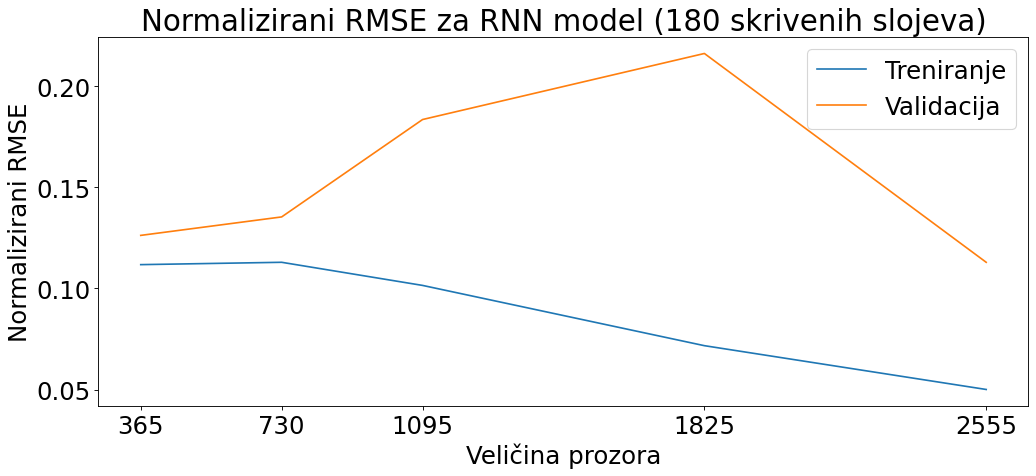 Normalizirani RMSE za RNN model (180 skrivenih slojeva)
Treniranje
Validacija
Normalizirani RMSE
0.20
0.15
0.10
0.05
365 730 1095 1825 2555
Veličina prozora